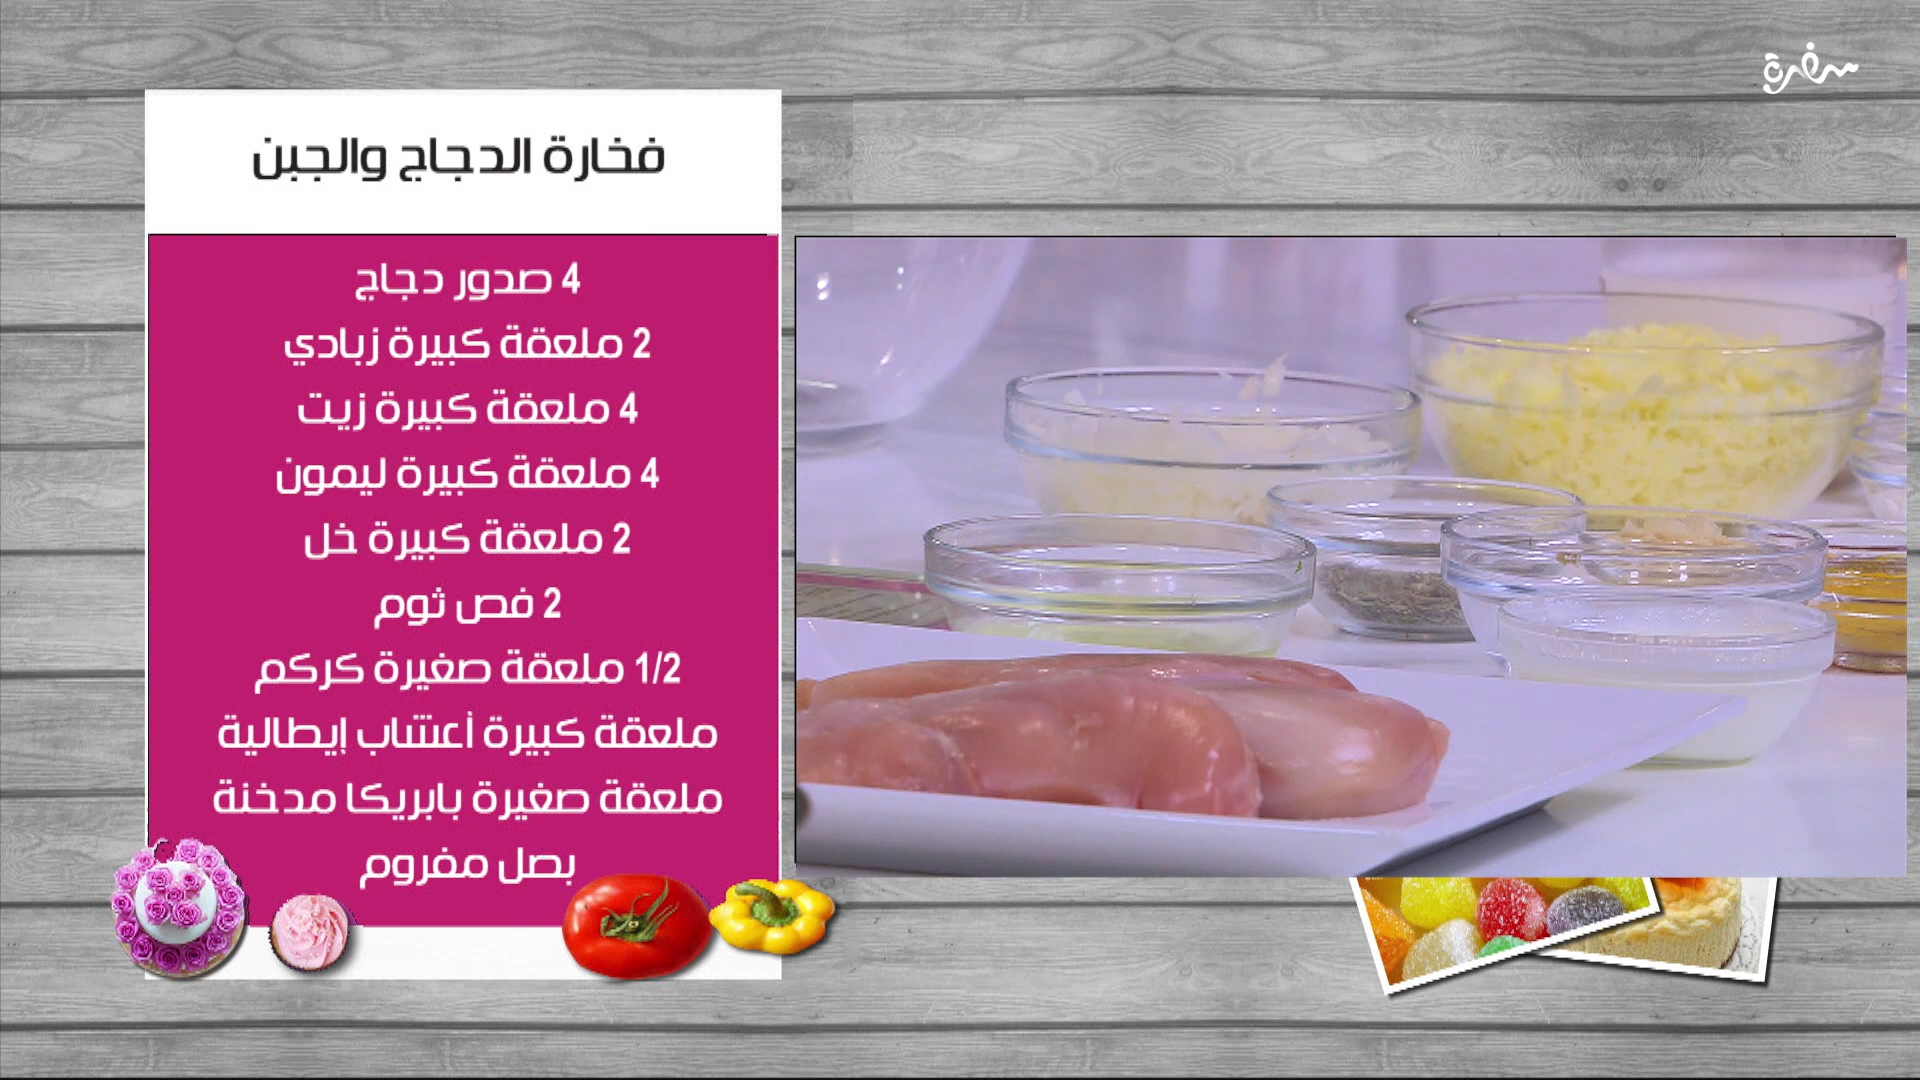 سفرة
فخارة الدجاج والجبن
4 صدور دجاج
2 ملعقة كبيرة زبادي
4 ملعقة كبيرة زيت
4 ملعقة كبيرة ليمون
2 ملعقة كبيرة خل
2 فص ثوم
1/2 ملعقة صغيرة كركم
ملعقة كبيرة أعشاب إيطالية
ملعقة صغيرة بابريكا مدخنة
بصل مفروم